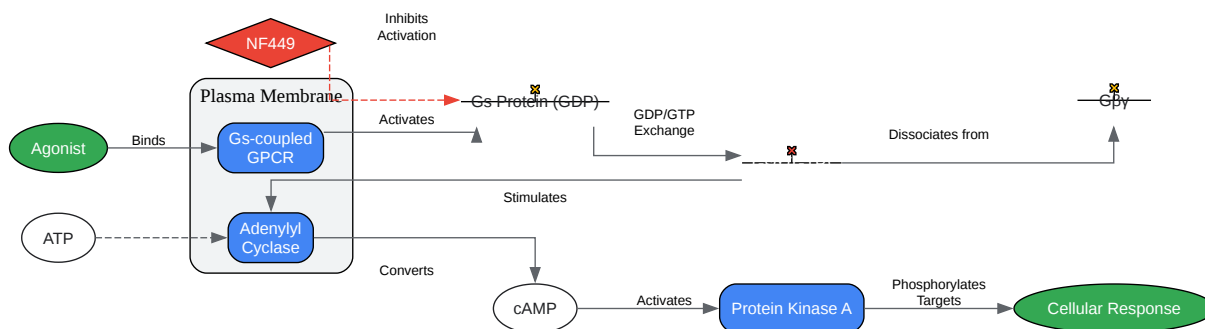 Inhibits
Activation
NF449
Plasma Membrane
Gs Protein (GDP)
Gβγ
Activates
GDP/GTP
Exchange
Dissociates from
Agonist
Binds
Gs-coupled
GPCR
Stimulates
ATP
Adenylyl
Cyclase
Converts
cAMP
Activates
Protein Kinase A
Phosphorylates
Targets
Cellular Response